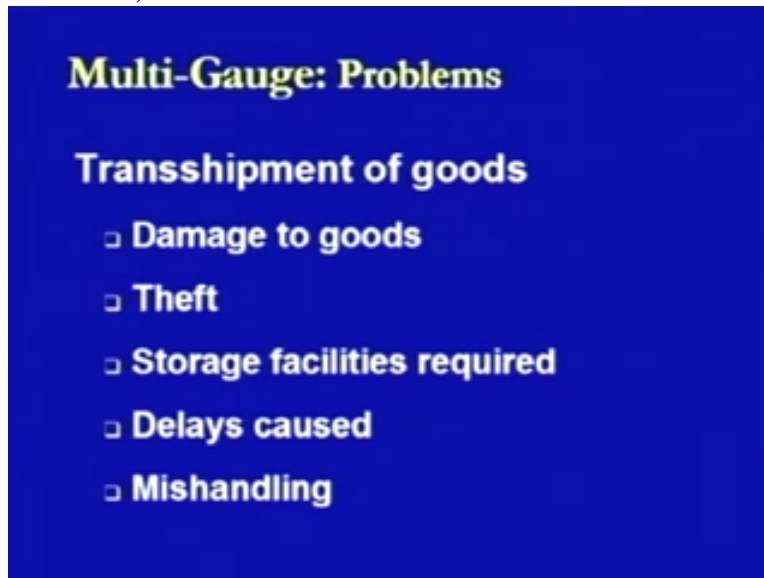 Multi-Gauge: Problems
Transshipment of goods
❑ Damage to goods
❑ Theft
❑ Storage facilities required
❑ Delays caused
❑ Mishandling